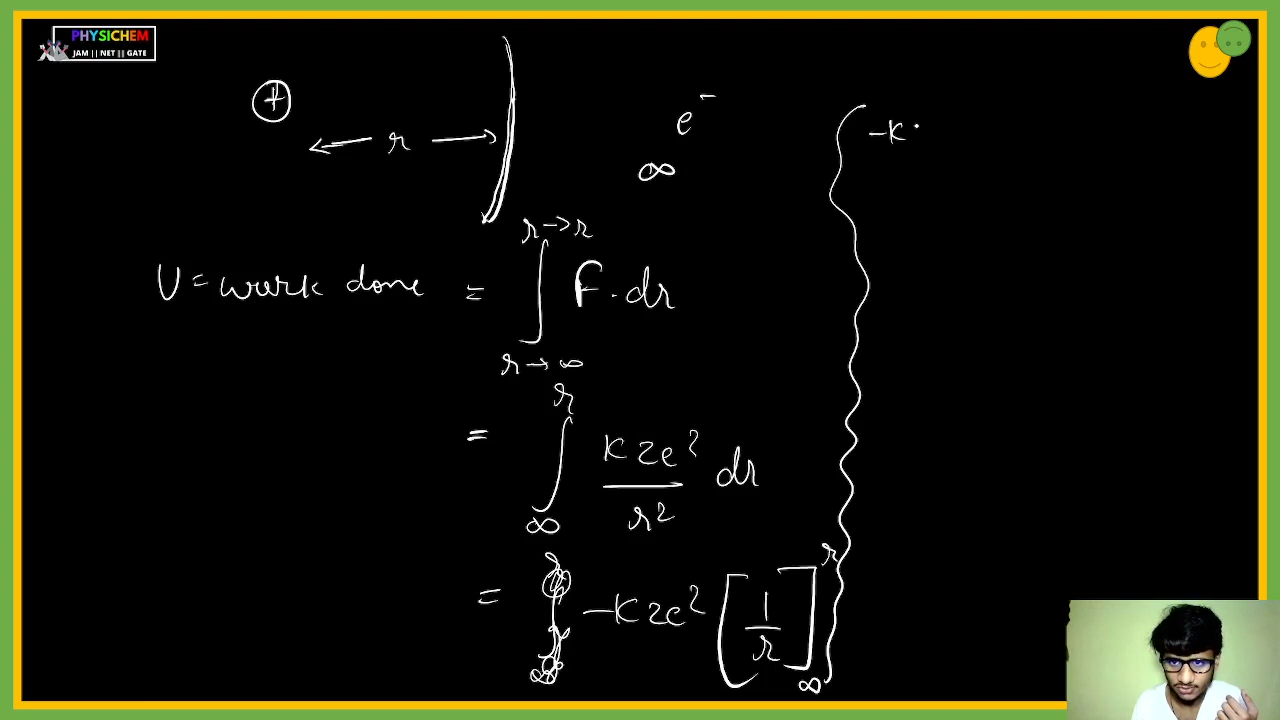 PHYSICHEM
JAM || NET || GATE
+
r
e⁻
∞
U = work done = ∫ F · dr
r → r
r → ∞
= ∫ Kze² / r² dr
r
∞
= -Kze² [1/r]
r
∞
-K